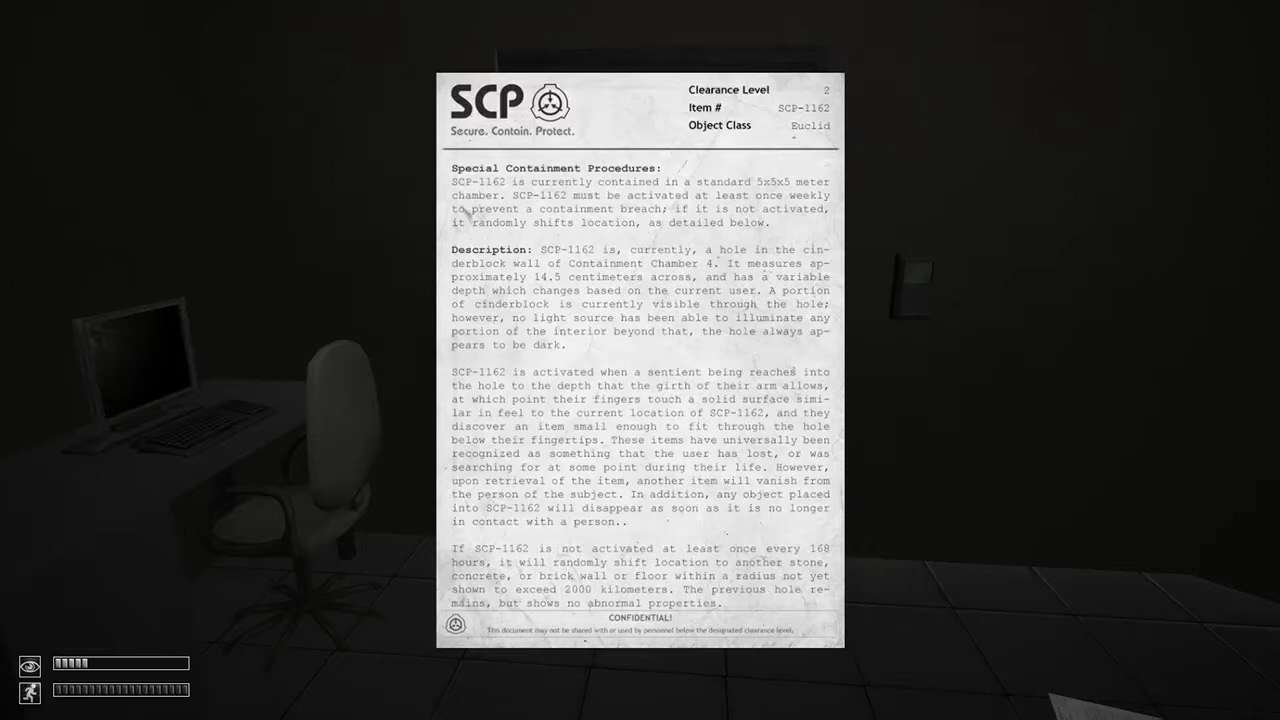 SCP
Secure. Contain. Protect.
Clearance Level 2
Item # SCP-1162
Object Class Euclid
Special Containment Procedures:
SCP-1162 is currently contained in a standard 5x5x5 meter
chamber. SCP-1162 must be activated at least once weekly
to prevent a containment breach; if it is not activated,
it randomly shifts location, as detailed below.
Description: SCP-1162 is, currently, a hole in the cin-
derblock wall of Containment Chamber 4. It measures ap-
proximately 14.5 centimeters across, and has a variable
depth which changes based on the current user. A portion
of cinderblock is currently visible through the hole;
however, no light source has been able to illuminate any
portion of the interior beyond that, the hole always ap-
pears to be dark.
SCP-1162 is activated when a sentient being reaches into
the hole to the depth that the girth of their arm allows,
at which point their fingers touch a solid surface simi-
lar in feel to the current location of SCP-1162, and they
discover an item small enough to fit through the hole
below their fingertips. These items have universally been
recognized as something that the user has lost, or was
searching for at some point during their life. However,
upon retrieval of the item, another item will vanish from
the person of the subject. In addition, any object placed
into SCP-1162 will disappear as soon as it is no longer
in contact with a person..
If SCP-1162 is not activated at least once every 168
hours, it will randomly shift location to another stone,
concrete, or brick wall or floor within a radius not yet
shown to exceed 2000 kilometers. The previous hole re-
mains, but shows no abnormal properties.
CONFIDENTIAL!
This document may not be shared with or used by personnel below the designated clearance level.